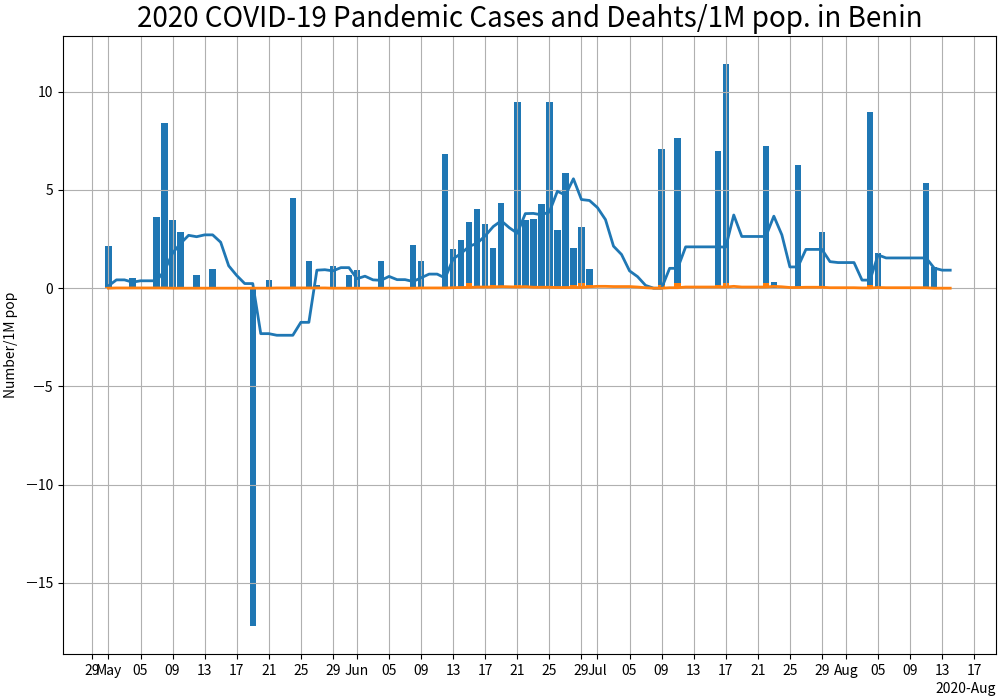 2020 COVID-19 Pandemic Cases and Deahts/1M pop. in Benin
Number/1M pop
10
5
0
−5
−10
−15
29 May 05 09 13 17 21 25 29 Jun 05 09 13 17 21 25 29 Jul 05 09 13 17 21 25 29 Aug 05 09 13 17
2020-Aug